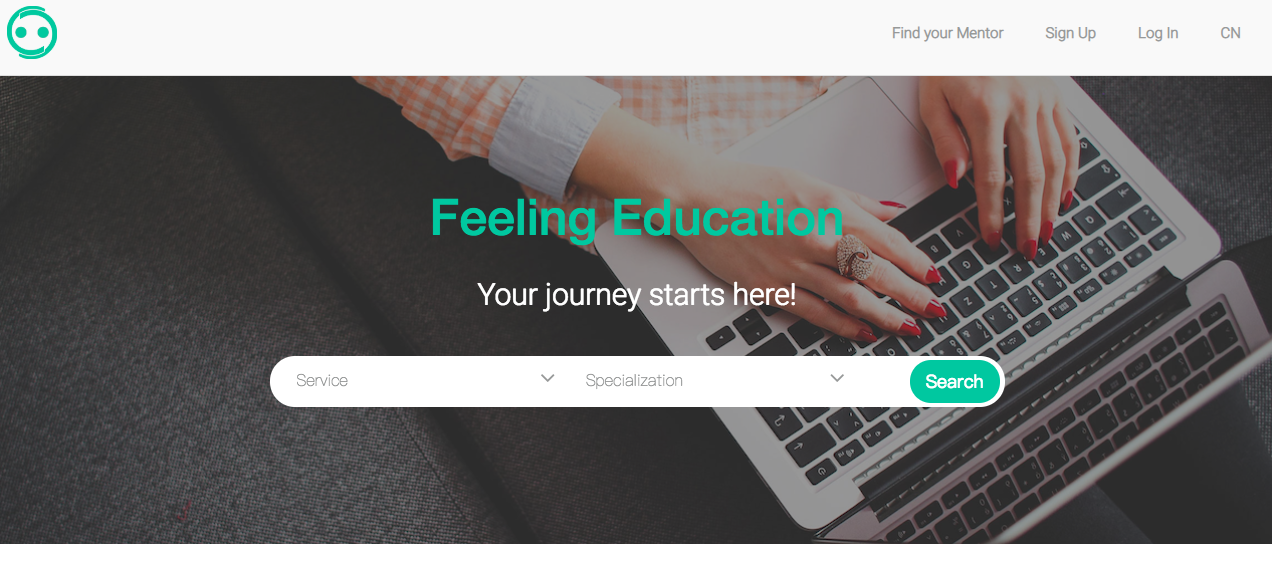 Find your Mentor
Sign Up
Log In
CN
Feeling Education
Your journey starts here!
Service
Specialization
Search